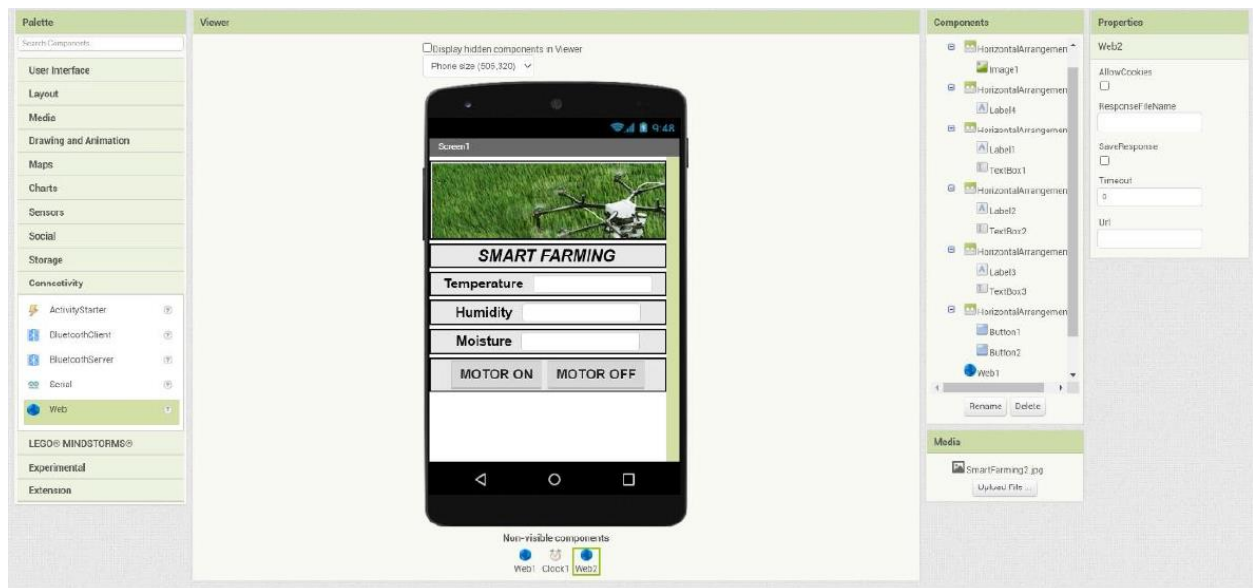 Palette
Search Components...
User Interface
Layout
Media
Drawing and Animation
Maps
Charts
Sensors
Social
Storage
Connectivity
ActivityStarter
BluetoothClient
BluetoothServer
Serial
Web
LEGO® MINDSTORMS®
Experimental
Extension
Viewer
Display hidden components in Viewer
Phone size (505,320)
9:48
Screen1
SMART FARMING
Temperature
Humidity
Moisture
MOTOR ON MOTOR OFF
Non-visible components
Web1 Clock1 Web2
Components
HorizontalArrangemen
Image1
HorizontalArrangemen
Label4
HorizontalArrangemen
Label1
TextBox1
HorizontalArrangemen
Label2
TextBox2
HorizontalArrangemen
Label3
TextBox3
HorizontalArrangemen
Button1
Button2
Web1
Rename Delete
Media
SmartFarming2.jpg
Upload File ...
Properties
Web2
AllowCookies
ResponseFileName
SaveResponse
Timeout
0
Url